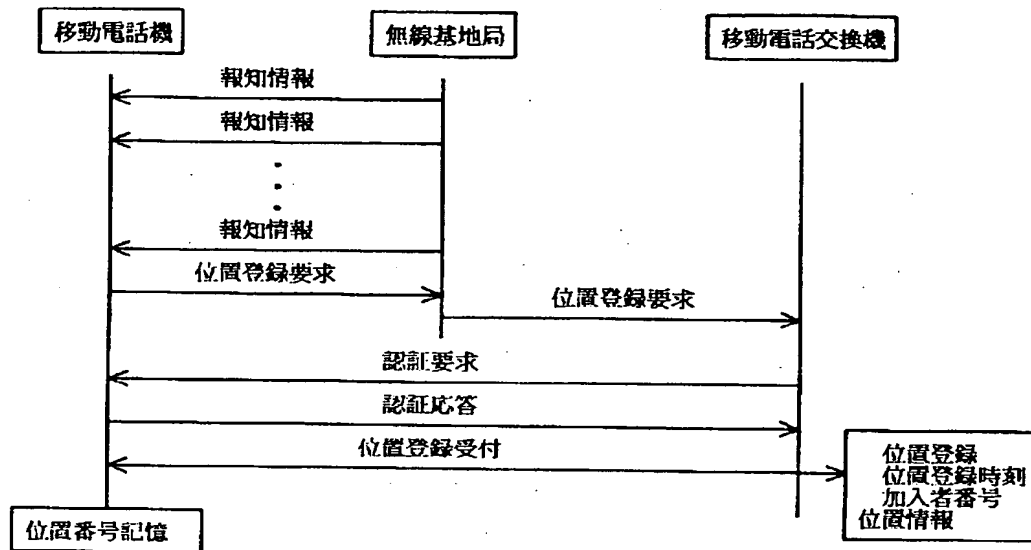 移動電話機
無線基地局
移動電話交換機
報知情報
報知情報
報知情報
位置登録要求
位置登録要求
認証要求
認証応答
位置登録受付
位置登録
位置登録時刻
加入者番号
位置情報
位置番号記憶